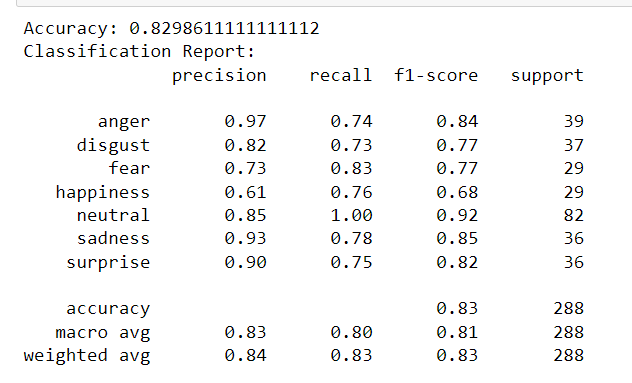 Accuracy: 0.8298611111111112
Classification Report:
precision recall f1-score support
anger 0.97 0.74 0.84 39
disgust 0.82 0.73 0.77 37
fear 0.73 0.83 0.77 29
happiness 0.61 0.76 0.68 29
neutral 0.85 1.00 0.92 82
sadness 0.93 0.78 0.85 36
surprise 0.90 0.75 0.82 36
accuracy 0.83 288
macro avg 0.83 0.80 0.81 288
weighted avg 0.84 0.83 0.83 288